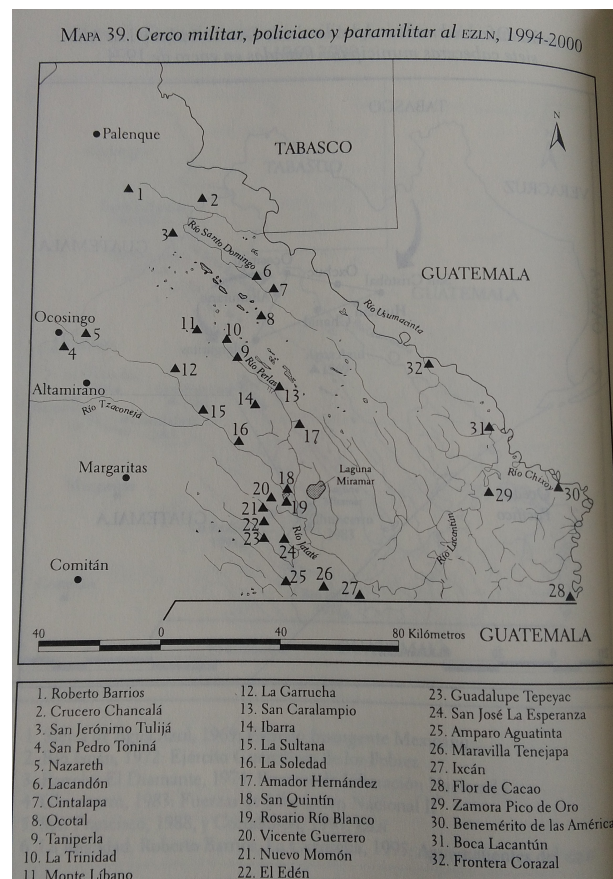 MAPA 39. Cerco militar, policiaco y paramilitar al EZLN, 1994-2000
N
Palenque
TABASCO
1
2
3
Río Santo Domingo
6
7
GUATEMALA
Río Usumacinta
8
Ocosingo
5
4
11
10
9
Río Perlas
12
32
Altamirano
13
14
15
Río Tzaconejá
16
17
31
Margaritas
Laguna
Miramar
Río Chixoy
18
20
19
29
30
21
22
23
Río Jataté
24
Río Lacantún
Comitán
25
26
27
28
40
0
40
80 Kilómetros
GUATEMALA
1. Roberto Barrios
2. Crucero Chancalá
3. San Jerónimo Tulijá
4. San Pedro Toniná
5. Nazareth
6. Lacandón
7. Cintalapa
8. Ocotal
9. Taniperla
10. La Trinidad
11. Monte Líbano
12. La Garrucha
13. San Caralampio
14. Ibarra
15. La Sultana
16. La Soledad
17. Amador Hernández
18. San Quintín
19. Rosario Río Blanco
20. Vicente Guerrero
21. Nuevo Momón
22. El Edén
23. Guadalupe Tepeyac
24. San José La Esperanza
25. Amparo Aguatinta
26. Maravilla Tenejapa
27. Ixcán
28. Flor de Cacao
29. Zamora Pico de Oro
30. Benemérito de las América
31. Boca Lacantún
32. Frontera Corazal